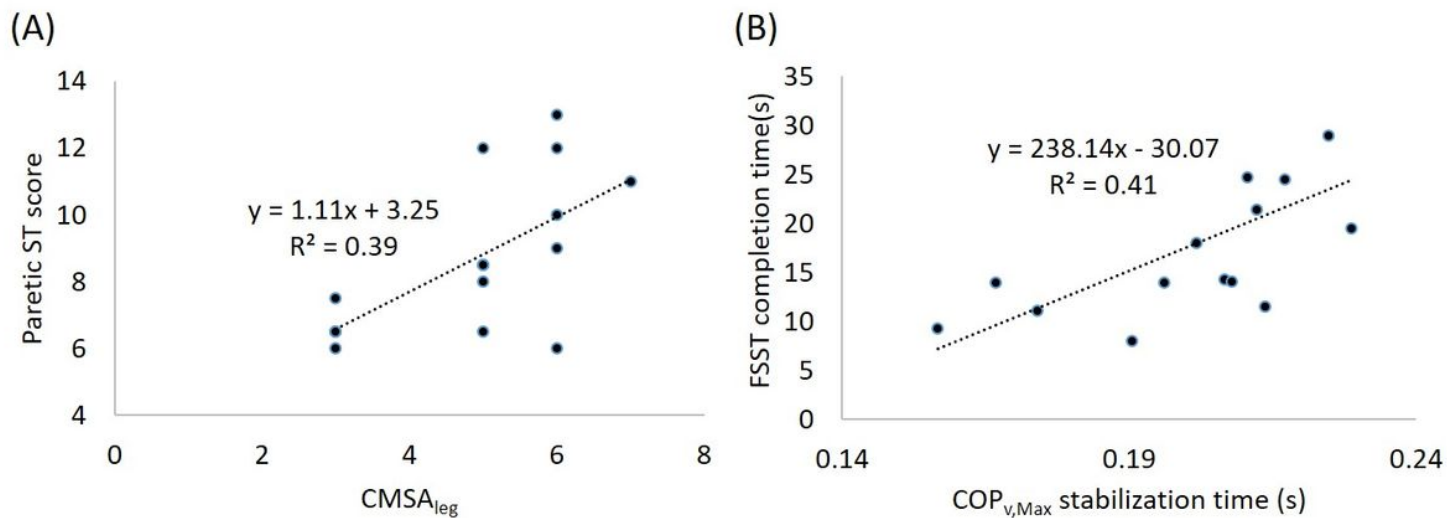 (A)
Paretic ST score
14
12
10
8
6
4
y = 1.11x + 3.25
R² = 0.39
0 2 4 6 8
CMSAleg
(B)
FSST completion time(s)
35
30
25
20
15
10
5
0
y = 238.14x - 30.07
R² = 0.41
0.14 0.19 0.24
COPv,Max stabilization time (s)